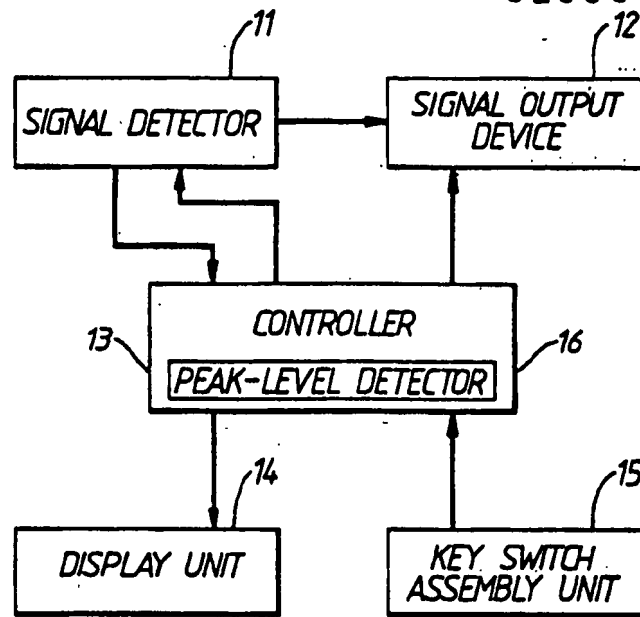 11
12
SIGNAL DETECTOR
SIGNAL OUTPUT
DEVICE
CONTROLLER
13
16
PEAK-LEVEL DETECTOR
14
15
DISPLAY UNIT
KEY SWITCH
ASSEMBLY UNIT